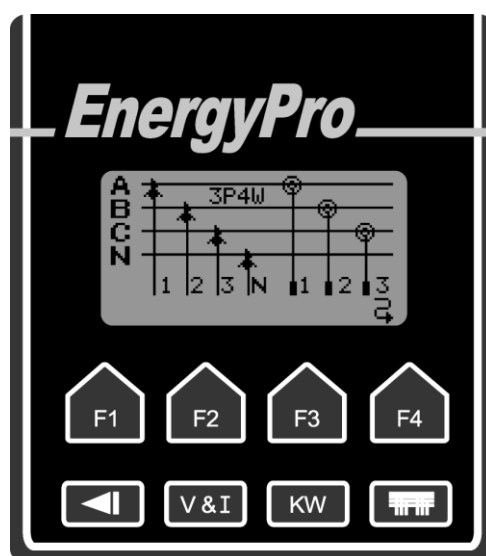 EnergyPro
A
3P4W
B
C
N
1 2 3 N 1 2 3
F1 F2 F3 F4
V & I KW